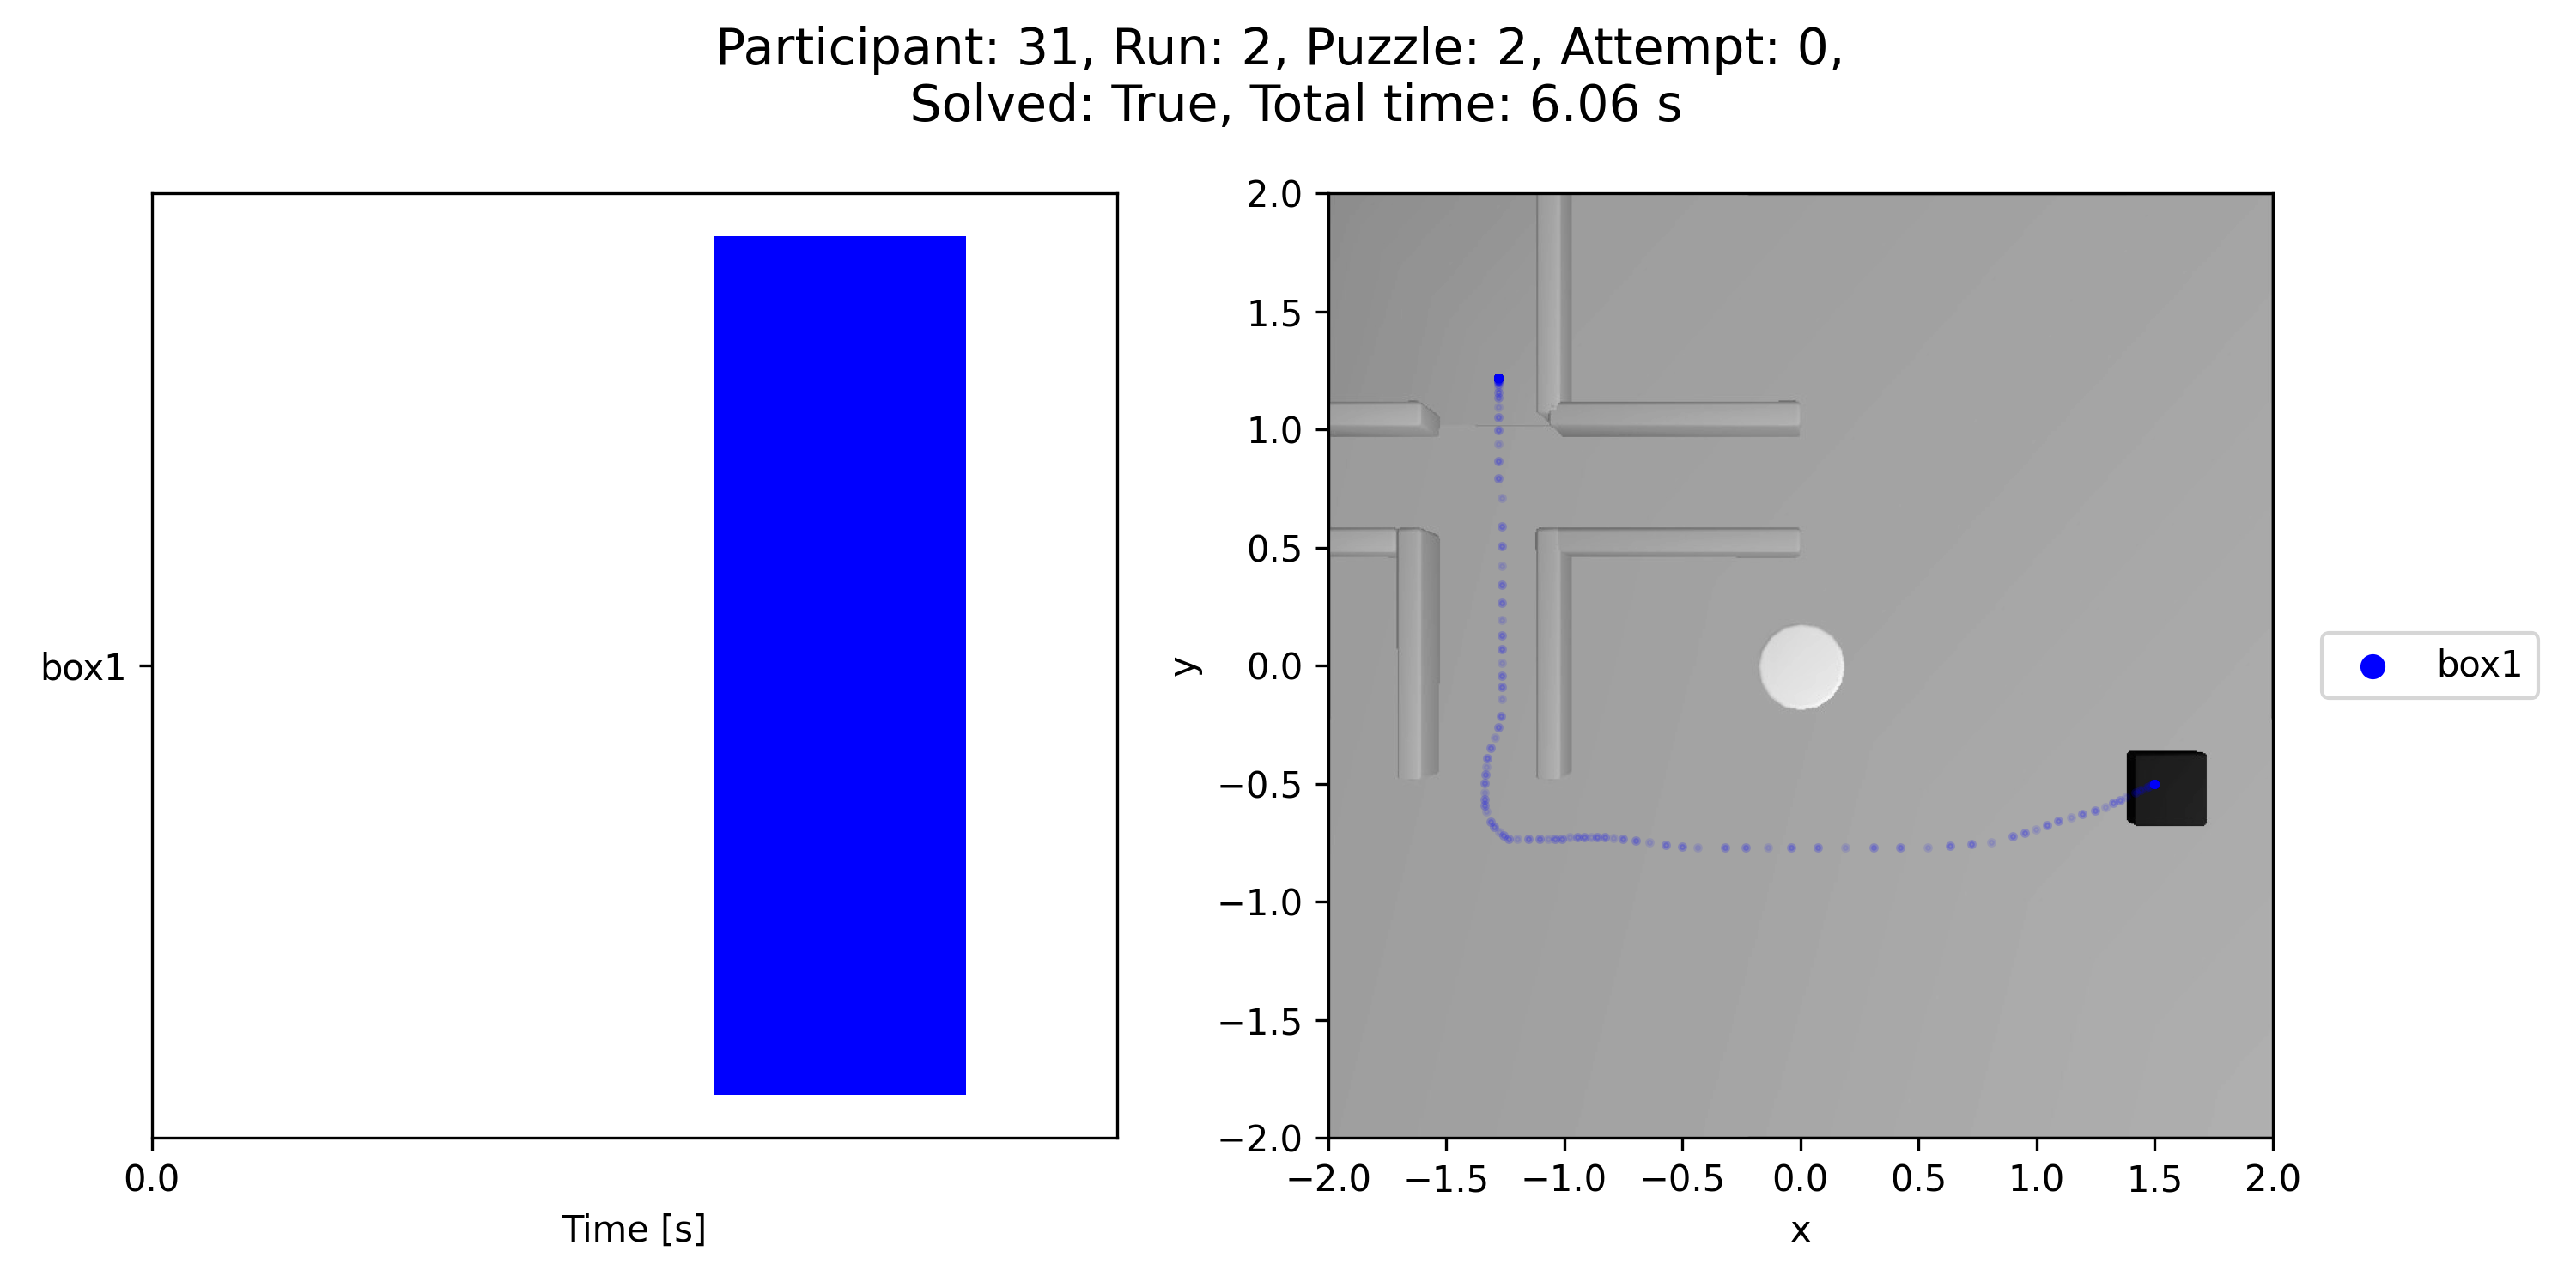 Participant: 31, Run: 2, Puzzle: 2, Attempt: 0,
Solved: True, Total time: 6.06 s
box1
0.0
Time [s]
2.0
1.5
1.0
0.5
0.0
−0.5
−1.0
−1.5
−2.0
y
−2.0 −1.5 −1.0 −0.5 0.0 0.5 1.0 1.5 2.0
x
box1